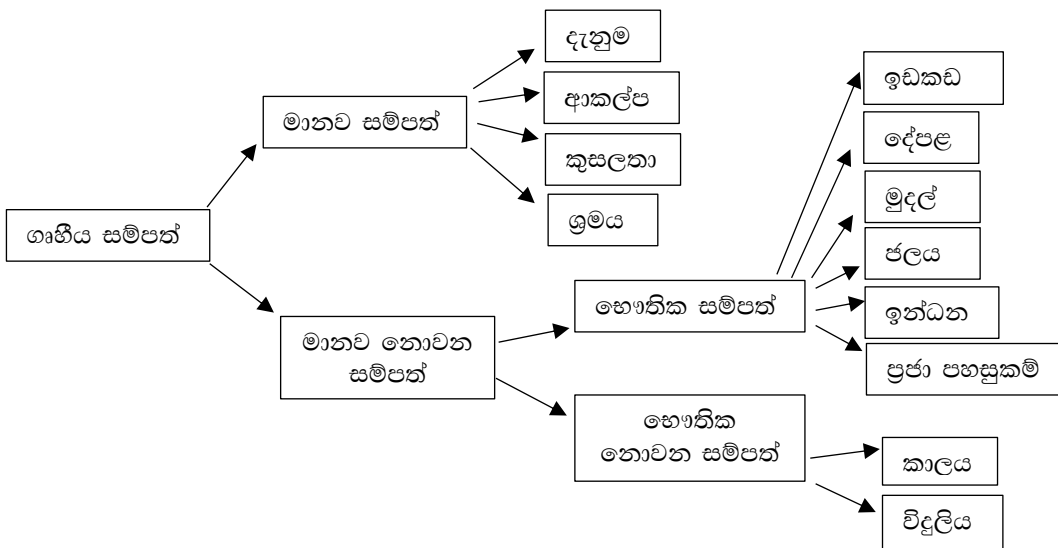 ගෘහීය සම්පත්
මානව සම්පත්
දැනුම
ආකල්ප
කුසලතා
ශ්‍රමය
මානව නොවන
සම්පත්
භෞතික සම්පත්
ඉඩකඩ
දේපළ
මුදල්
ජලය
ඉන්ධන
ප්‍රජා පහසුකම්
භෞතික
නොවන සම්පත්
කාලය
විදුලිය